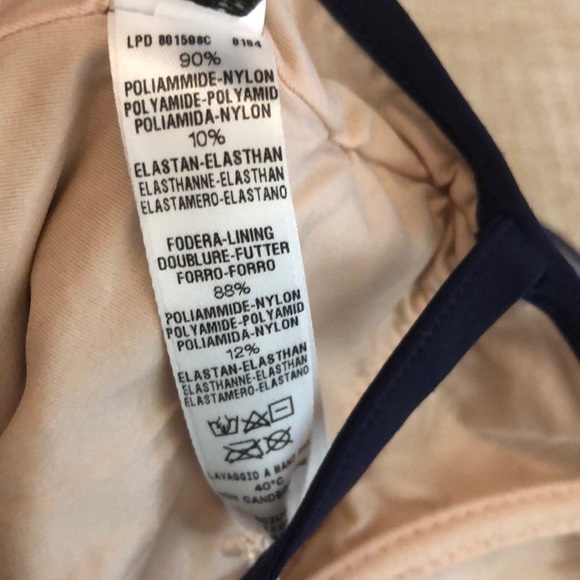 LPD 801598C 0164
90%
POLIAMMIDE-NYLON
POLYAMIDE-POLYAMID
POLIAMIDA-NYLON
10%
ELASTAN-ELASTHAN
ELASTHANNE-ELASTHAN
ELASTAMERO-ELASTANO
FODERA-LINING
DOUBLURE-FUTTER
FORRO-FORRO
88%
POLIAMMIDE-NYLON
POLYAMIDE-POLYAMID
POLIAMIDA-NYLON
12%
ELASTAN-ELASTHAN
ELASTHANNE-ELASTHAN
ELASTAMERO-ELASTANO
LAVAGGIO A MANO
40°C